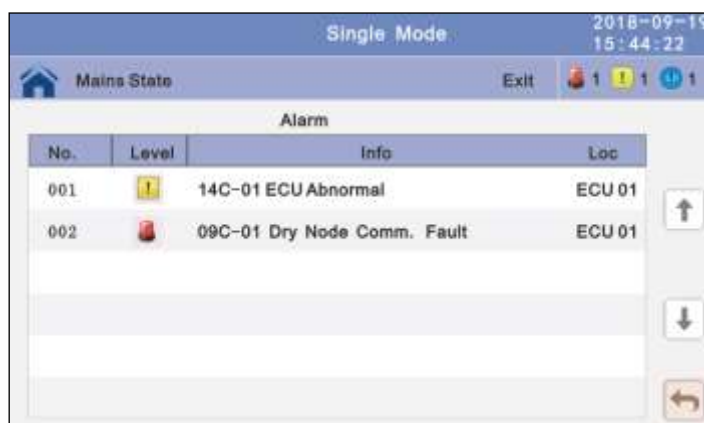 Single Mode
2018-09-19
15:44:22
Mains State Exit 1 1 1
Alarm
No. Level Info Loc
001 ! 14C-01 ECU Abnormal ECU 01
002 09C-01 Dry Node Comm. Fault ECU 01